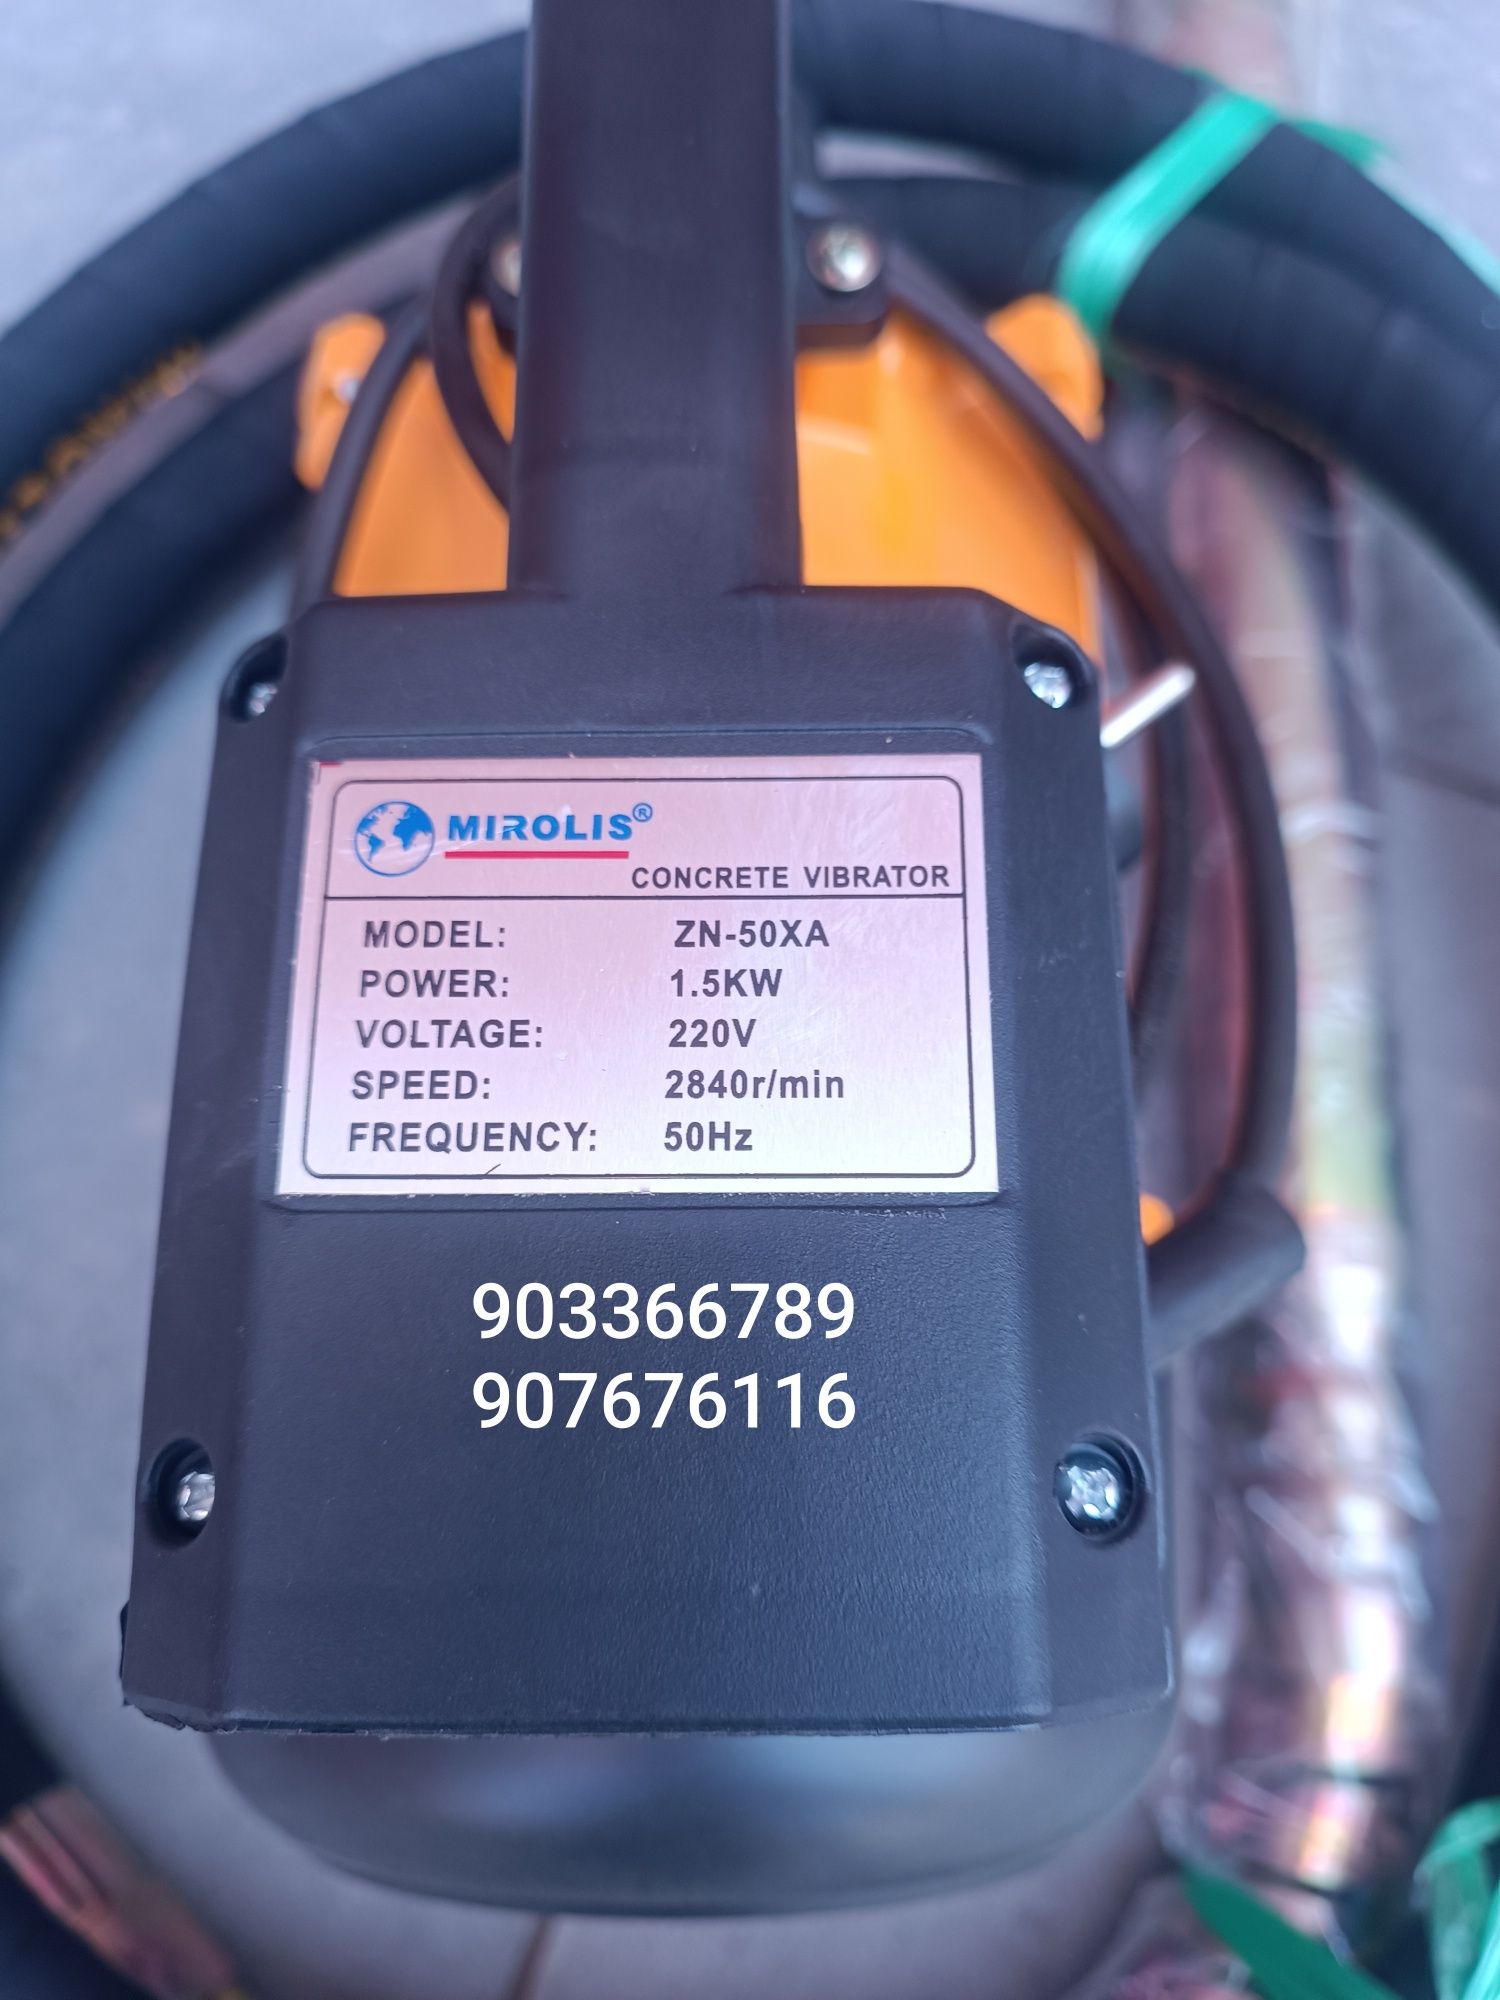 MIROLIS®
CONCRETE VIBRATOR
MODEL: ZN-50XA
POWER: 1.5KW
VOLTAGE: 220V
SPEED: 2840r/min
FREQUENCY: 50Hz
903366789
907676116